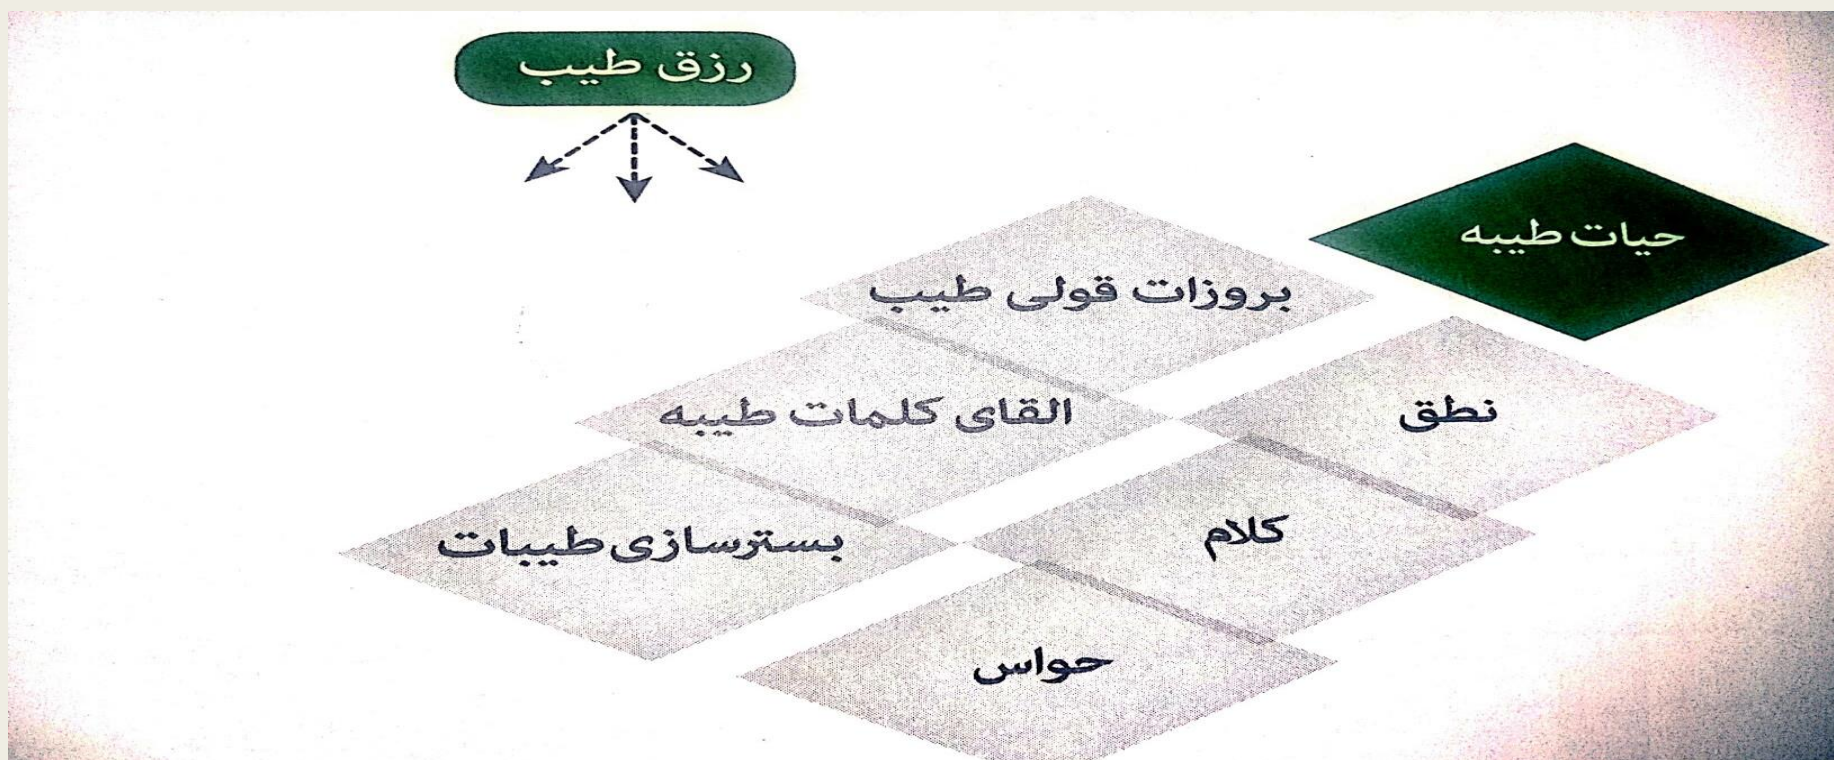 رزق طیب
حیات طیبه
بروزات قولی طیب
نطق
القای کلمات طیبه
کلام
بسترسازی طیبات
حواس